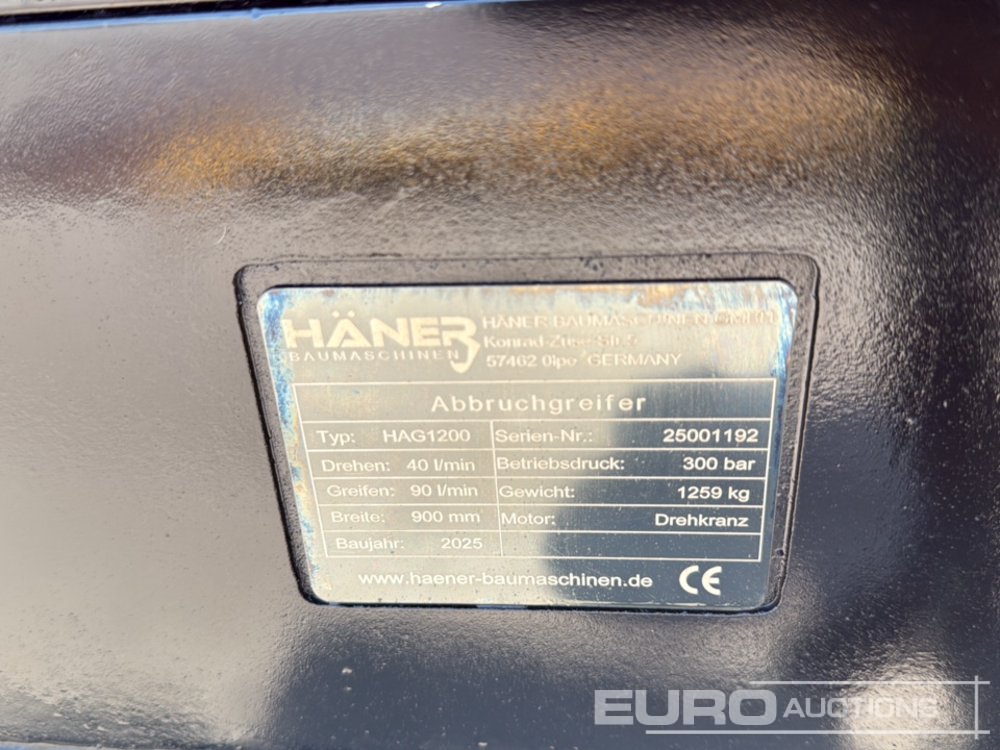 HÄNER
BAUMASCHINEN
HÄNER BAUMASCHINEN GMBH
Konrad-Zuse-Str.
57462 Olpe GERMANY
Abbruchgreifer
Typ: HAG1200 Serien-Nr.: 25001192
Drehen: 40 l/min Betriebsdruck: 300 bar
Greifen: 90 l/min Gewicht: 1259 kg
Breite: 900 mm Motor: Drehkranz
Baujahr: 2025
www.haener-baumaschinen.de CE
EURO AUCTIONS